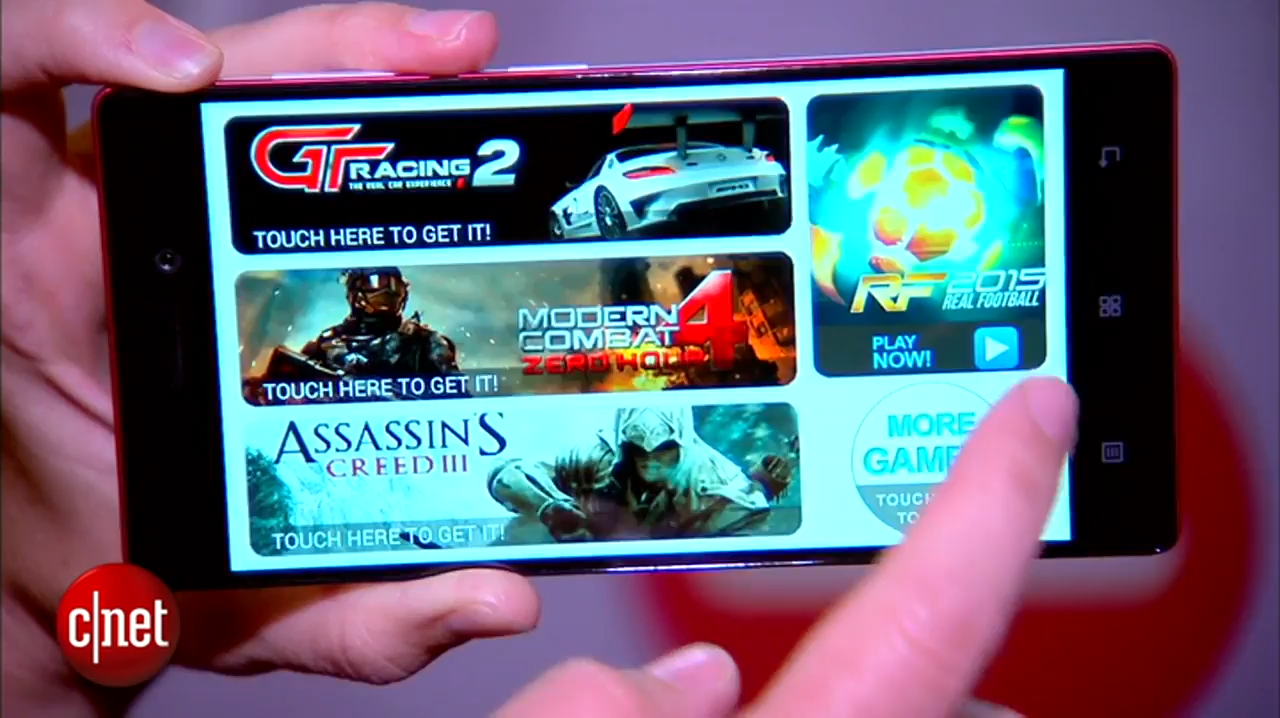 GT RACING 2
THE REAL CAR EXPERIENCE
TOUCH HERE TO GET IT!
MODERN
COMBAT 4
ZERO HOUR
TOUCH HERE TO GET IT!
ASSASSIN'S
CREED III
TOUCH HERE TO GET IT!
RF 2015
REAL FOOTBALL
PLAY
NOW!
MORE
GAME
TOUCH
TO
c|net